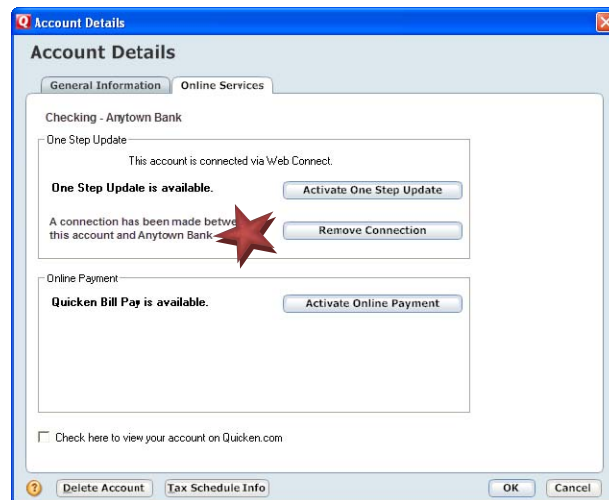 Account Details
Account Details
General Information
Online Services
Checking - Anytown Bank
One Step Update
This account is connected via Web Connect.
One Step Update is available.
Activate One Step Update
A connection has been made
this account and Anytown Bank
Remove Connection
Online Payment
Quicken Bill Pay is available.
Activate Online Payment
Check here to view your account on Quicken.com
? Delete Account
Tax Schedule Info
OK
Cancel